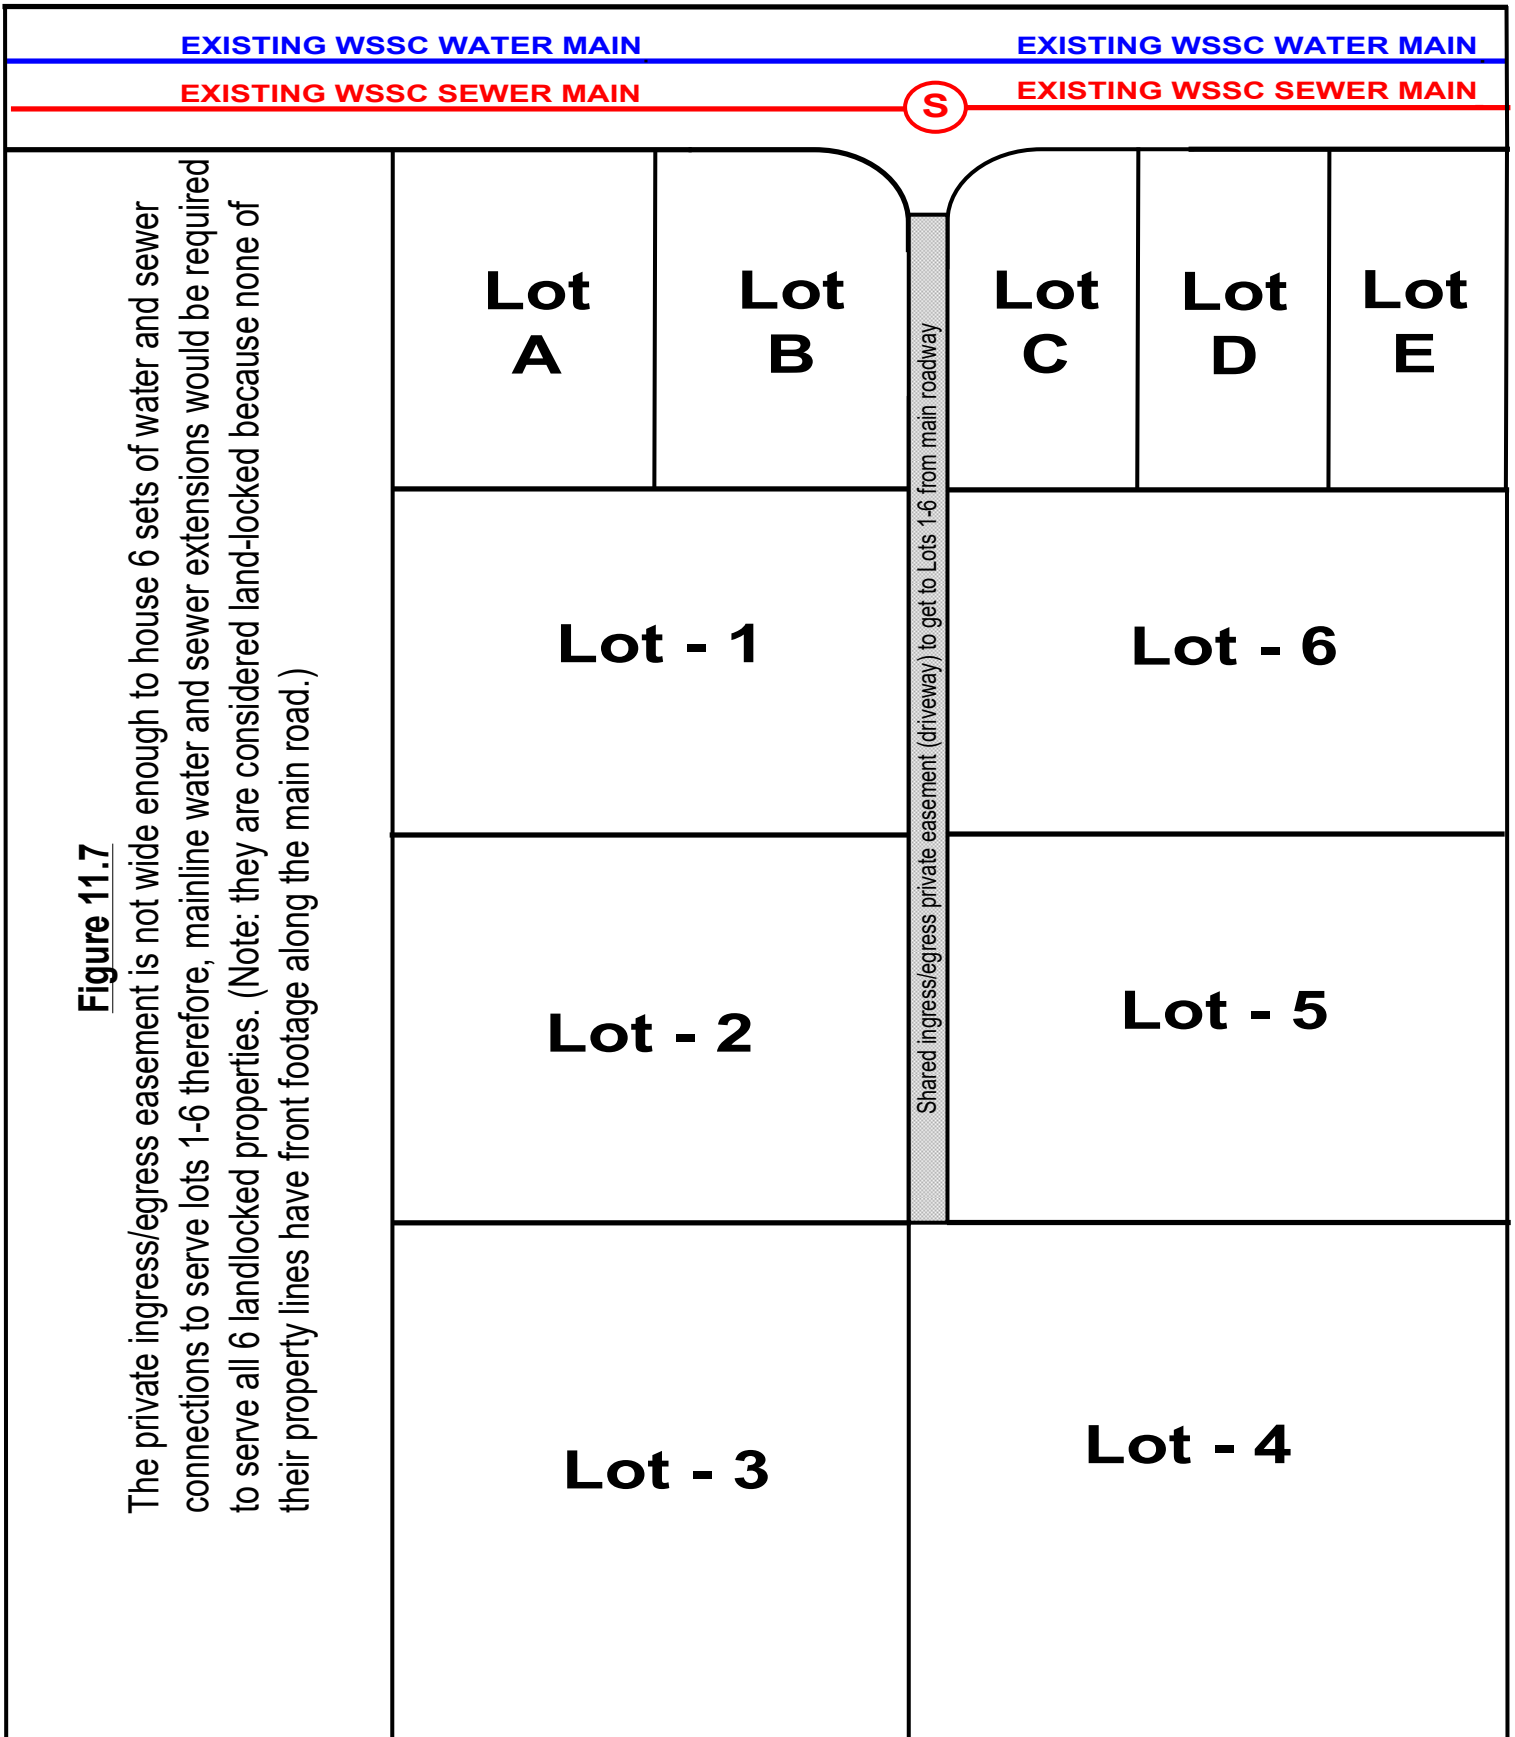 EXISTING WSSC WATER MAIN
EXISTING WSSC WATER MAIN
EXISTING WSSC SEWER MAIN
S
EXISTING WSSC SEWER MAIN
Lot
A
Lot
B
Lot
C
Lot
D
Lot
E
Lot - 1
Lot - 6
Lot - 2
Lot - 5
Lot - 3
Lot - 4
Shared ingress/egress private easement (driveway) to get to Lots 1-6 from main roadway
Figure 11.7
The private ingress/egress easement is not wide enough to house 6 sets of water and sewer
connections to serve lots 1-6 therefore, mainline water and sewer extensions would be required
to serve all 6 landlocked properties. (Note: they are considered land-locked because none of
their property lines have front footage along the main road.)